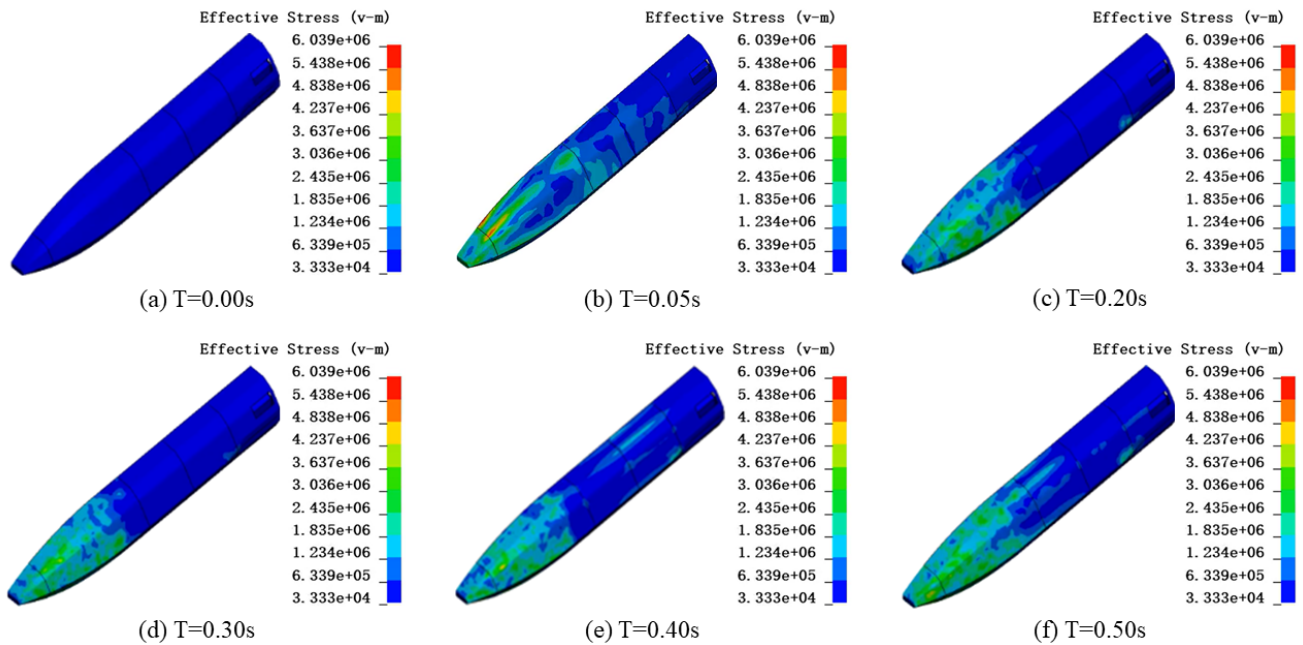 Effective Stress (v-m)
6.039e+06
5.438e+06
4.838e+06
4.237e+06
3.637e+06
3.036e+06
2.435e+06
1.835e+06
1.234e+06
6.339e+05
3.333e+04
(a) T=0.00s
Effective Stress (v-m)
6.039e+06
5.438e+06
4.838e+06
4.237e+06
3.637e+06
3.036e+06
2.435e+06
1.835e+06
1.234e+06
6.339e+05
3.333e+04
(b) T=0.05s
Effective Stress (v-m)
6.039e+06
5.438e+06
4.838e+06
4.237e+06
3.637e+06
3.036e+06
2.435e+06
1.835e+06
1.234e+06
6.339e+05
3.333e+04
(c) T=0.20s
Effective Stress (v-m)
6.039e+06
5.438e+06
4.838e+06
4.237e+06
3.637e+06
3.036e+06
2.435e+06
1.835e+06
1.234e+06
6.339e+05
3.333e+04
(d) T=0.30s
Effective Stress (v-m)
6.039e+06
5.438e+06
4.838e+06
4.237e+06
3.637e+06
3.036e+06
2.435e+06
1.835e+06
1.234e+06
6.339e+05
3.333e+04
(e) T=0.40s
Effective Stress (v-m)
6.039e+06
5.438e+06
4.838e+06
4.237e+06
3.637e+06
3.036e+06
2.435e+06
1.835e+06
1.234e+06
6.339e+05
3.333e+04
(f) T=0.50s